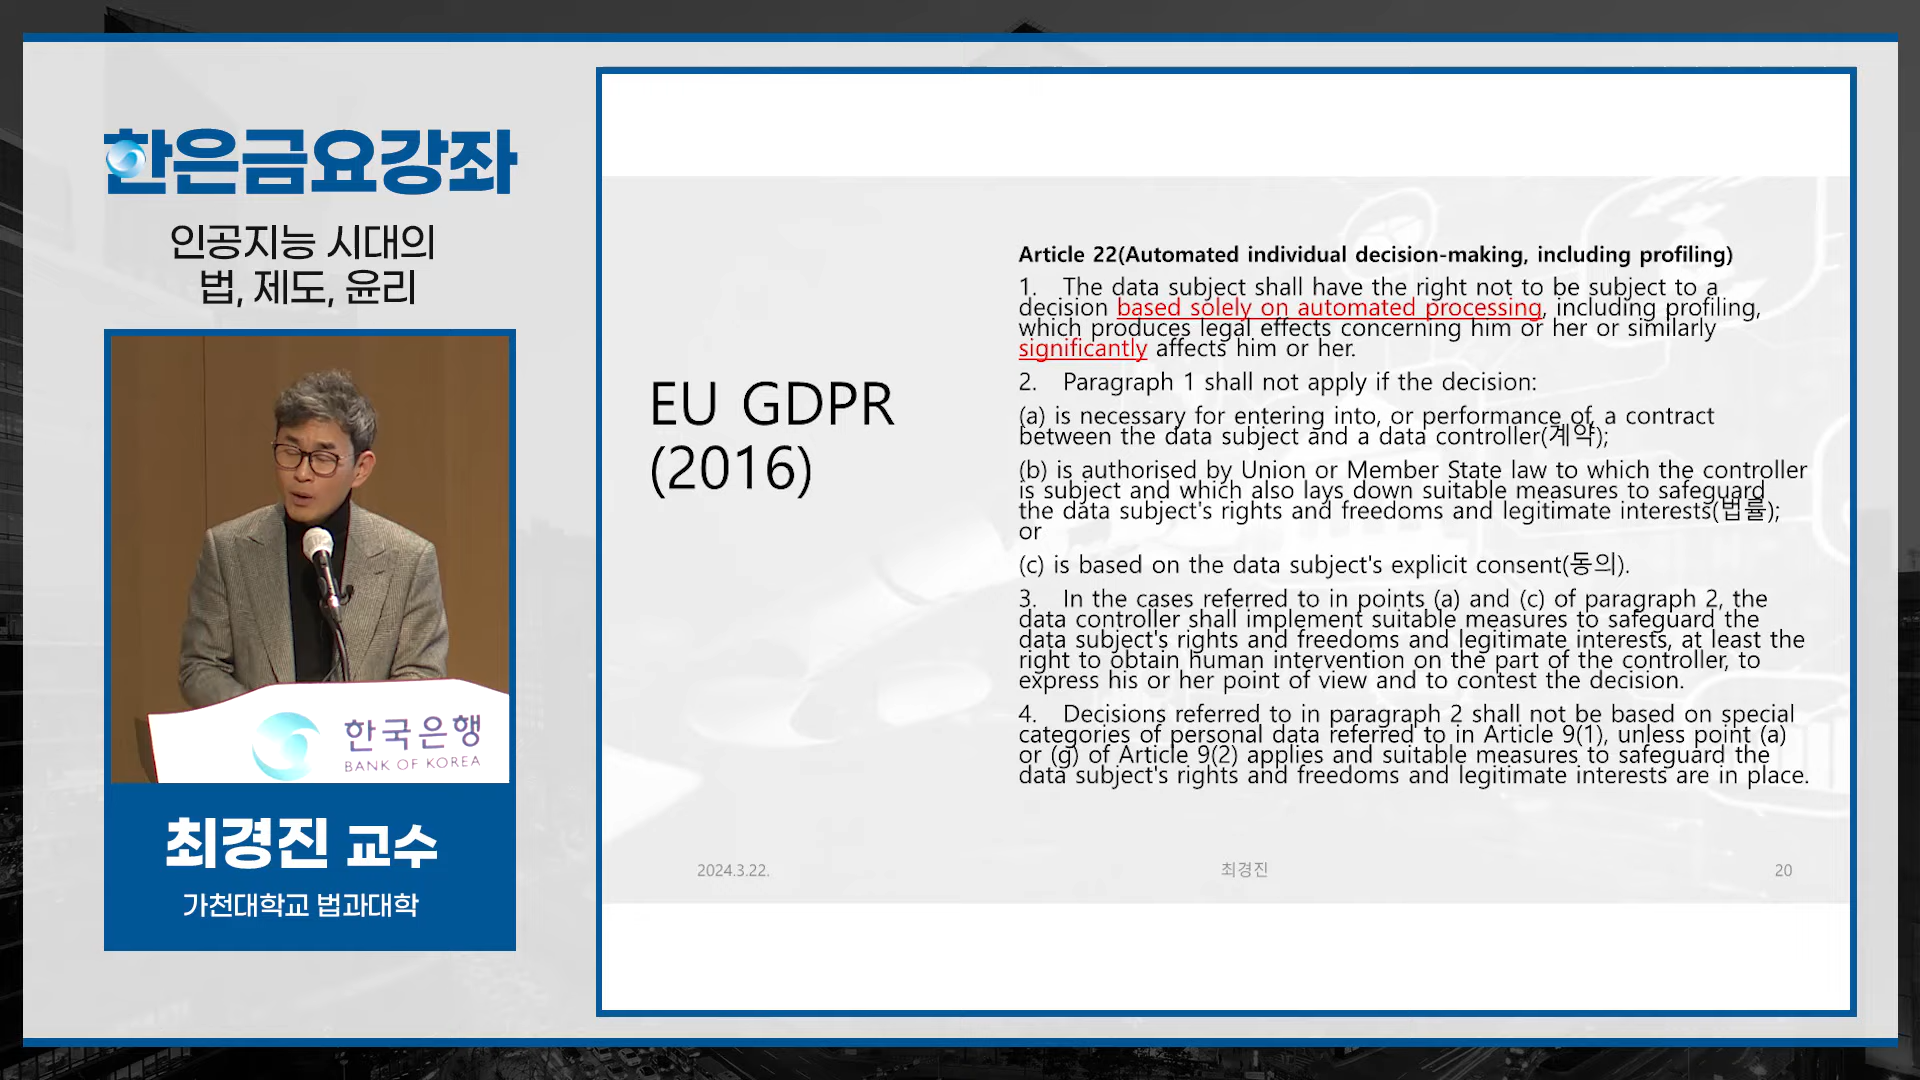 한은금요강좌
인공지능 시대의
법, 제도, 윤리
한국은행
BANK OF KOREA
최경진 교수
가천대학교 법과대학
EU GDPR
(2016)
Article 22(Automated individual decision-making, including profiling)
1. The data subject shall have the right not to be subject to a
decision based solely on automated processing, including profiling,
which produces legal effects concerning him or her or similarly
significantly affects him or her.
2. Paragraph 1 shall not apply if the decision:
(a) is necessary for entering into, or performance of, a contract
between the data subject and a data controller(계약);
(b) is authorised by Union or Member State law to which the controller
is subject and which also lays down suitable measures to safeguard
the data subject's rights and freedoms and legitimate interests(법률);
or
(c) is based on the data subject's explicit consent(동의).
3. In the cases referred to in points (a) and (c) of paragraph 2, the
data controller shall implement suitable measures to safeguard the
data subject's rights and freedoms and legitimate interests, at least the
right to obtain human intervention on the part of the controller, to
express his or her point of view and to contest the decision.
4. Decisions referred to in paragraph 2 shall not be based on special
categories of personal data referred to in Article 9(1), unless point (a)
or (g) of Article 9(2) applies and suitable measures to safeguard the
data subject's rights and freedoms and legitimate interests are in place.
2024.3.22.
최경진
20